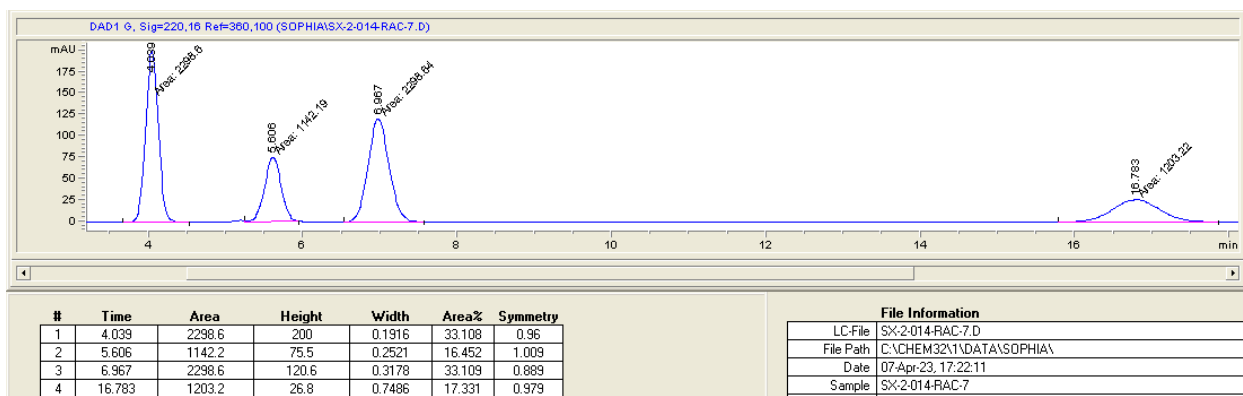 DAD1 G, Sig=220,16 Ref=360,100 (SOPHIA\SX-2-014-RAC-7.D)
mAU
175
150
125
100
75
50
25
0
4.039
Area: 2298.6
5.606
Area: 1142.19
6.967
Area: 2298.64
16.783
Area: 1203.22
4 6 8 10 12 14 16 min
# Time Area Height Width Area% Symmetry
1 4.039 2298.6 200 0.1916 33.108 0.96
2 5.606 1142.2 75.5 0.2521 16.452 1.009
3 6.967 2298.6 120.6 0.3178 33.109 0.889
4 16.783 1203.2 26.8 0.7486 17.331 0.979
File Information
LC-File SX-2-014-RAC-7.D
File Path C:\CHEM32\1\DATA\SOPHIA\
Date 07-Apr-23, 17:22:11
Sample SX-2-014-RAC-7